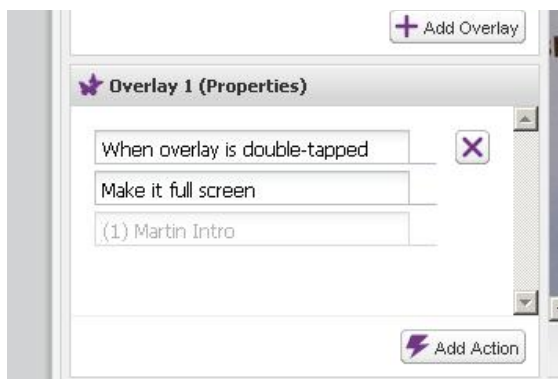 Add Overlay
Overlay 1 (Properties)
When overlay is double-tapped
Make it full screen
(1) Martin Intro
Add Action